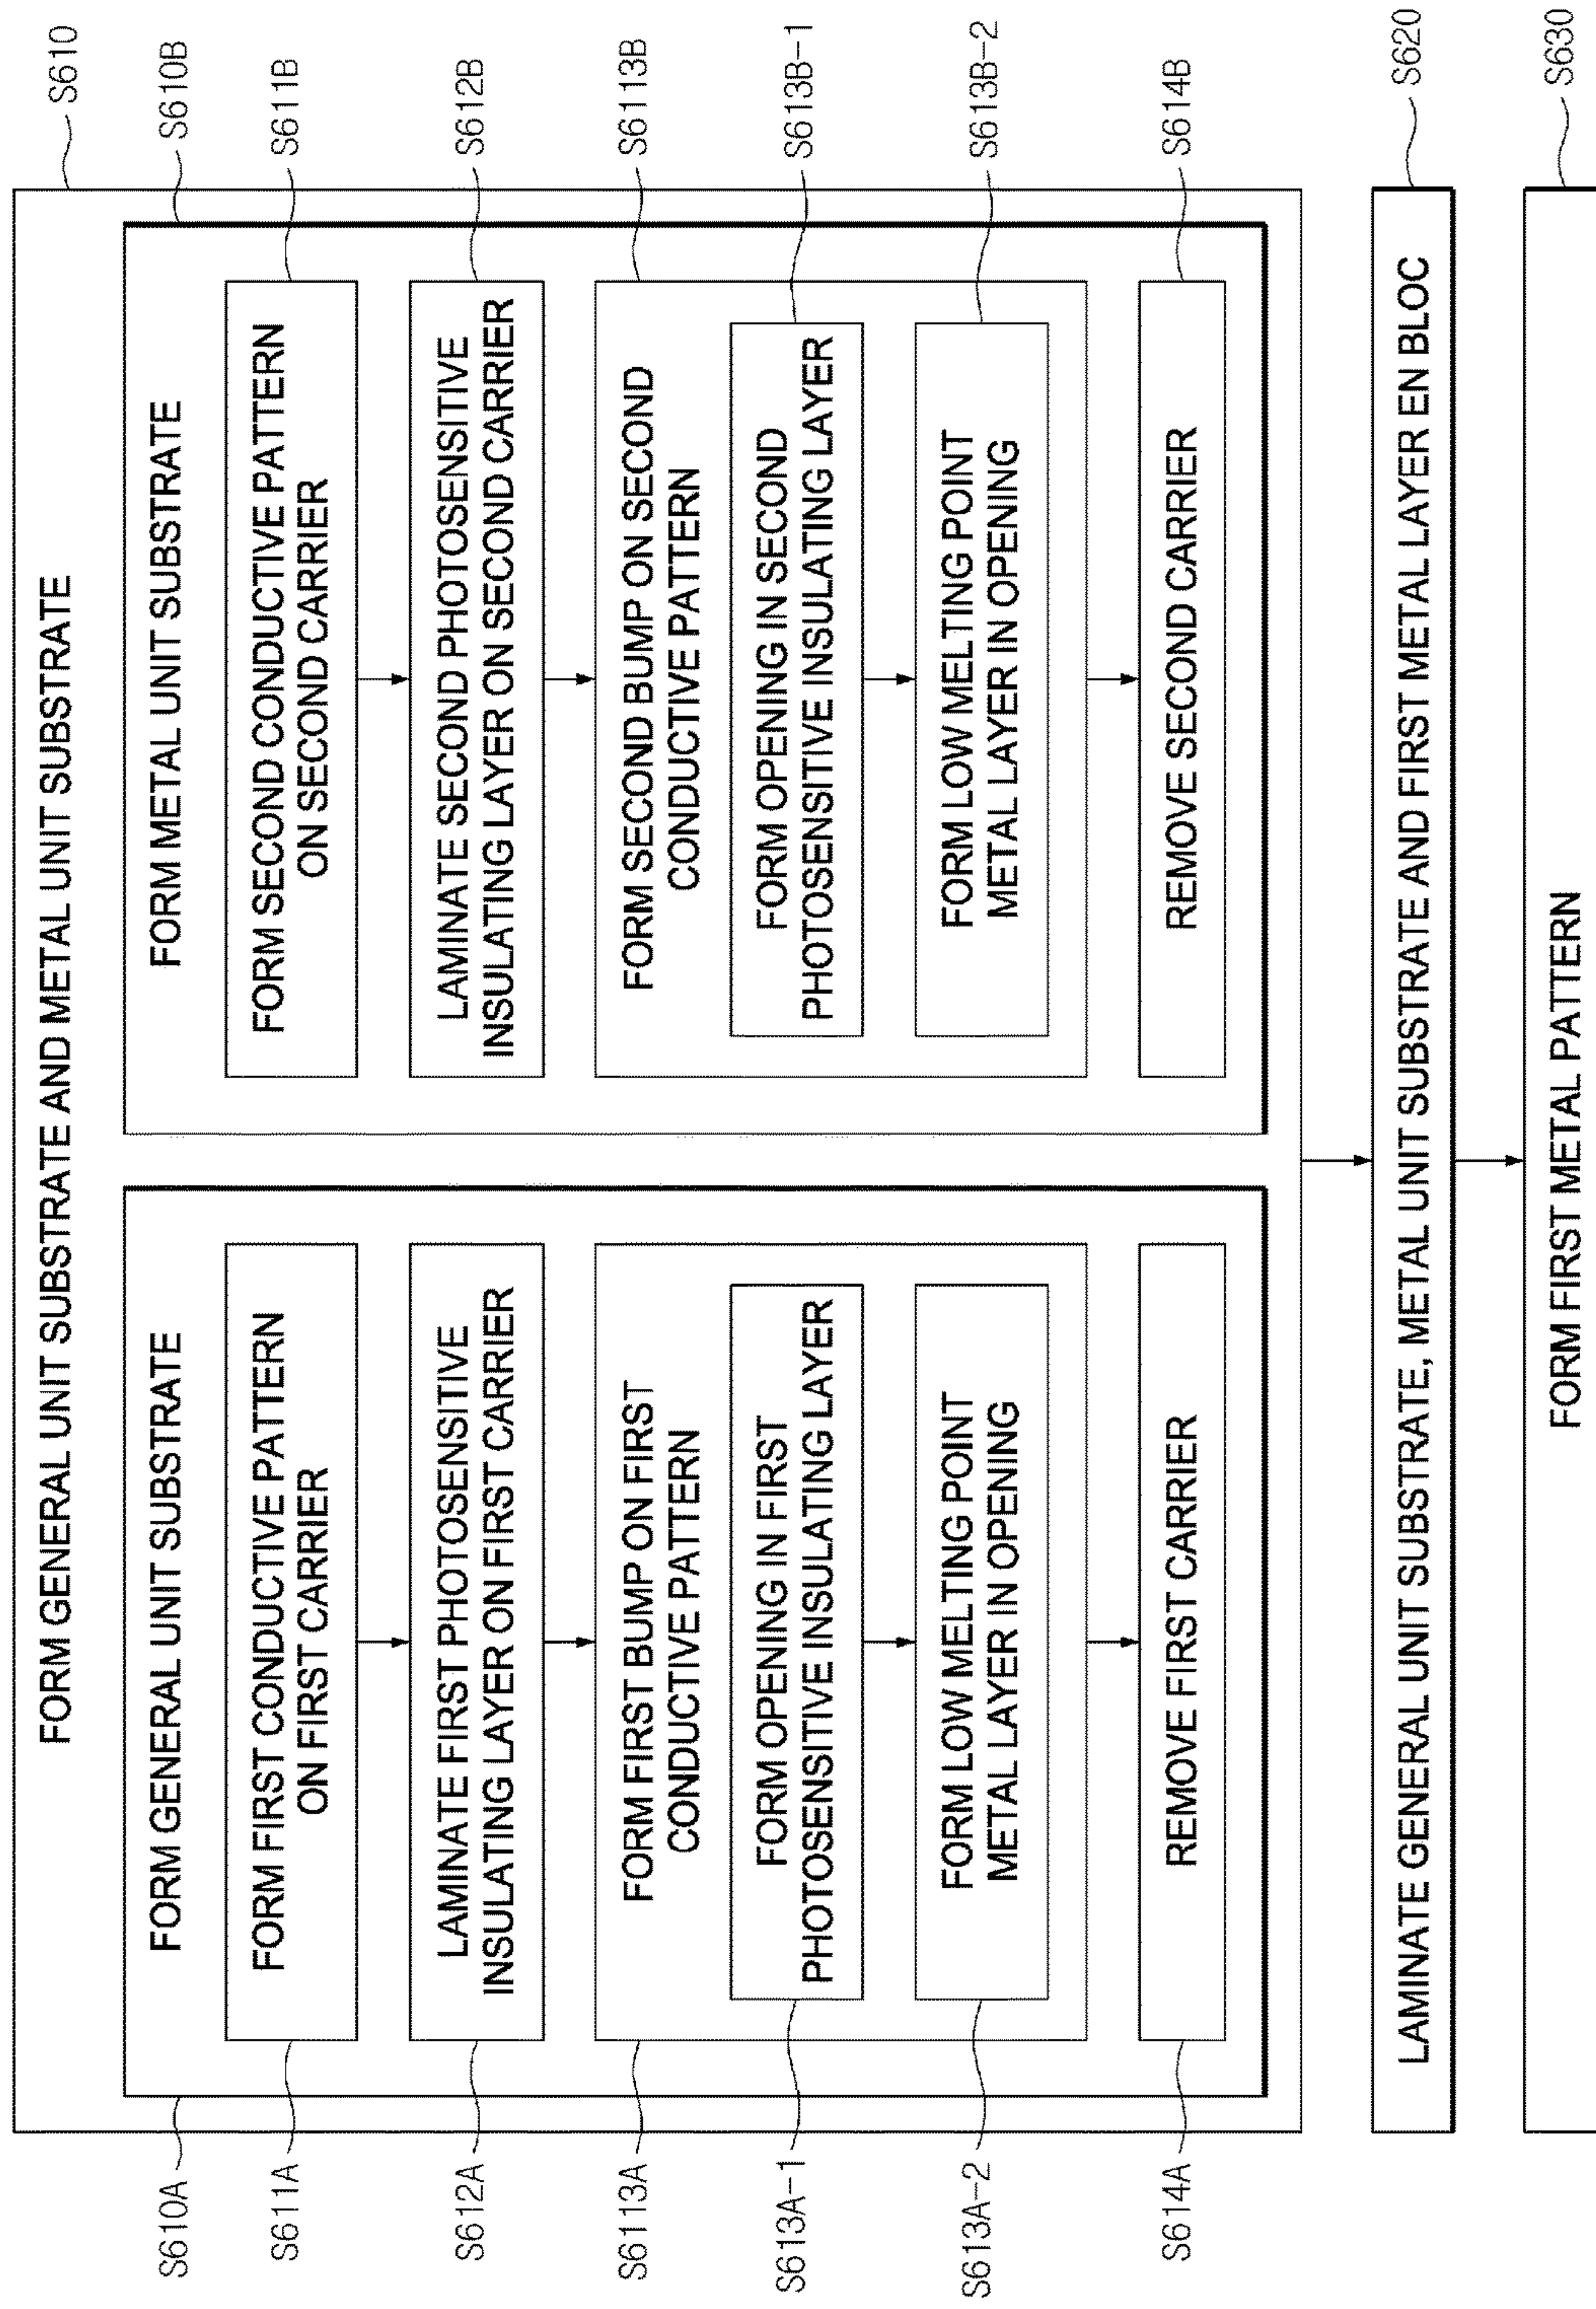 FORM GENERAL UNIT SUBSTRATE AND METAL UNIT SUBSTRATE
S610
S610A
FORM GENERAL UNIT SUBSTRATE
S611A
FORM FIRST CONDUCTIVE PATTERN
ON FIRST CARRIER
S612A
LAMINATE FIRST PHOTOSENSITIVE
INSULATING LAYER ON FIRST CARRIER
S6113A
FORM FIRST BUMP ON FIRST
CONDUCTIVE PATTERN
S613A-1
FORM OPENING IN FIRST
PHOTOSENSITIVE INSULATING LAYER
S613A-2
FORM LOW MELTING POINT
METAL LAYER IN OPENING
S614A
REMOVE FIRST CARRIER
FORM METAL UNIT SUBSTRATE
S610B
FORM SECOND CONDUCTIVE PATTERN
ON SECOND CARRIER
S611B
LAMINATE SECOND PHOTOSENSITIVE
INSULATING LAYER ON SECOND CARRIER
S612B
FORM SECOND BUMP ON SECOND
CONDUCTIVE PATTERN
S6113B
FORM OPENING IN SECOND
PHOTOSENSITIVE INSULATING LAYER
S613B-1
FORM LOW MELTING POINT
METAL LAYER IN OPENING
S613B-2
REMOVE SECOND CARRIER
S614B
LAMINATE GENERAL UNIT SUBSTRATE, METAL UNIT SUBSTRATE AND FIRST METAL LAYER EN BLOC
S620
FORM FIRST METAL PATTERN
S630